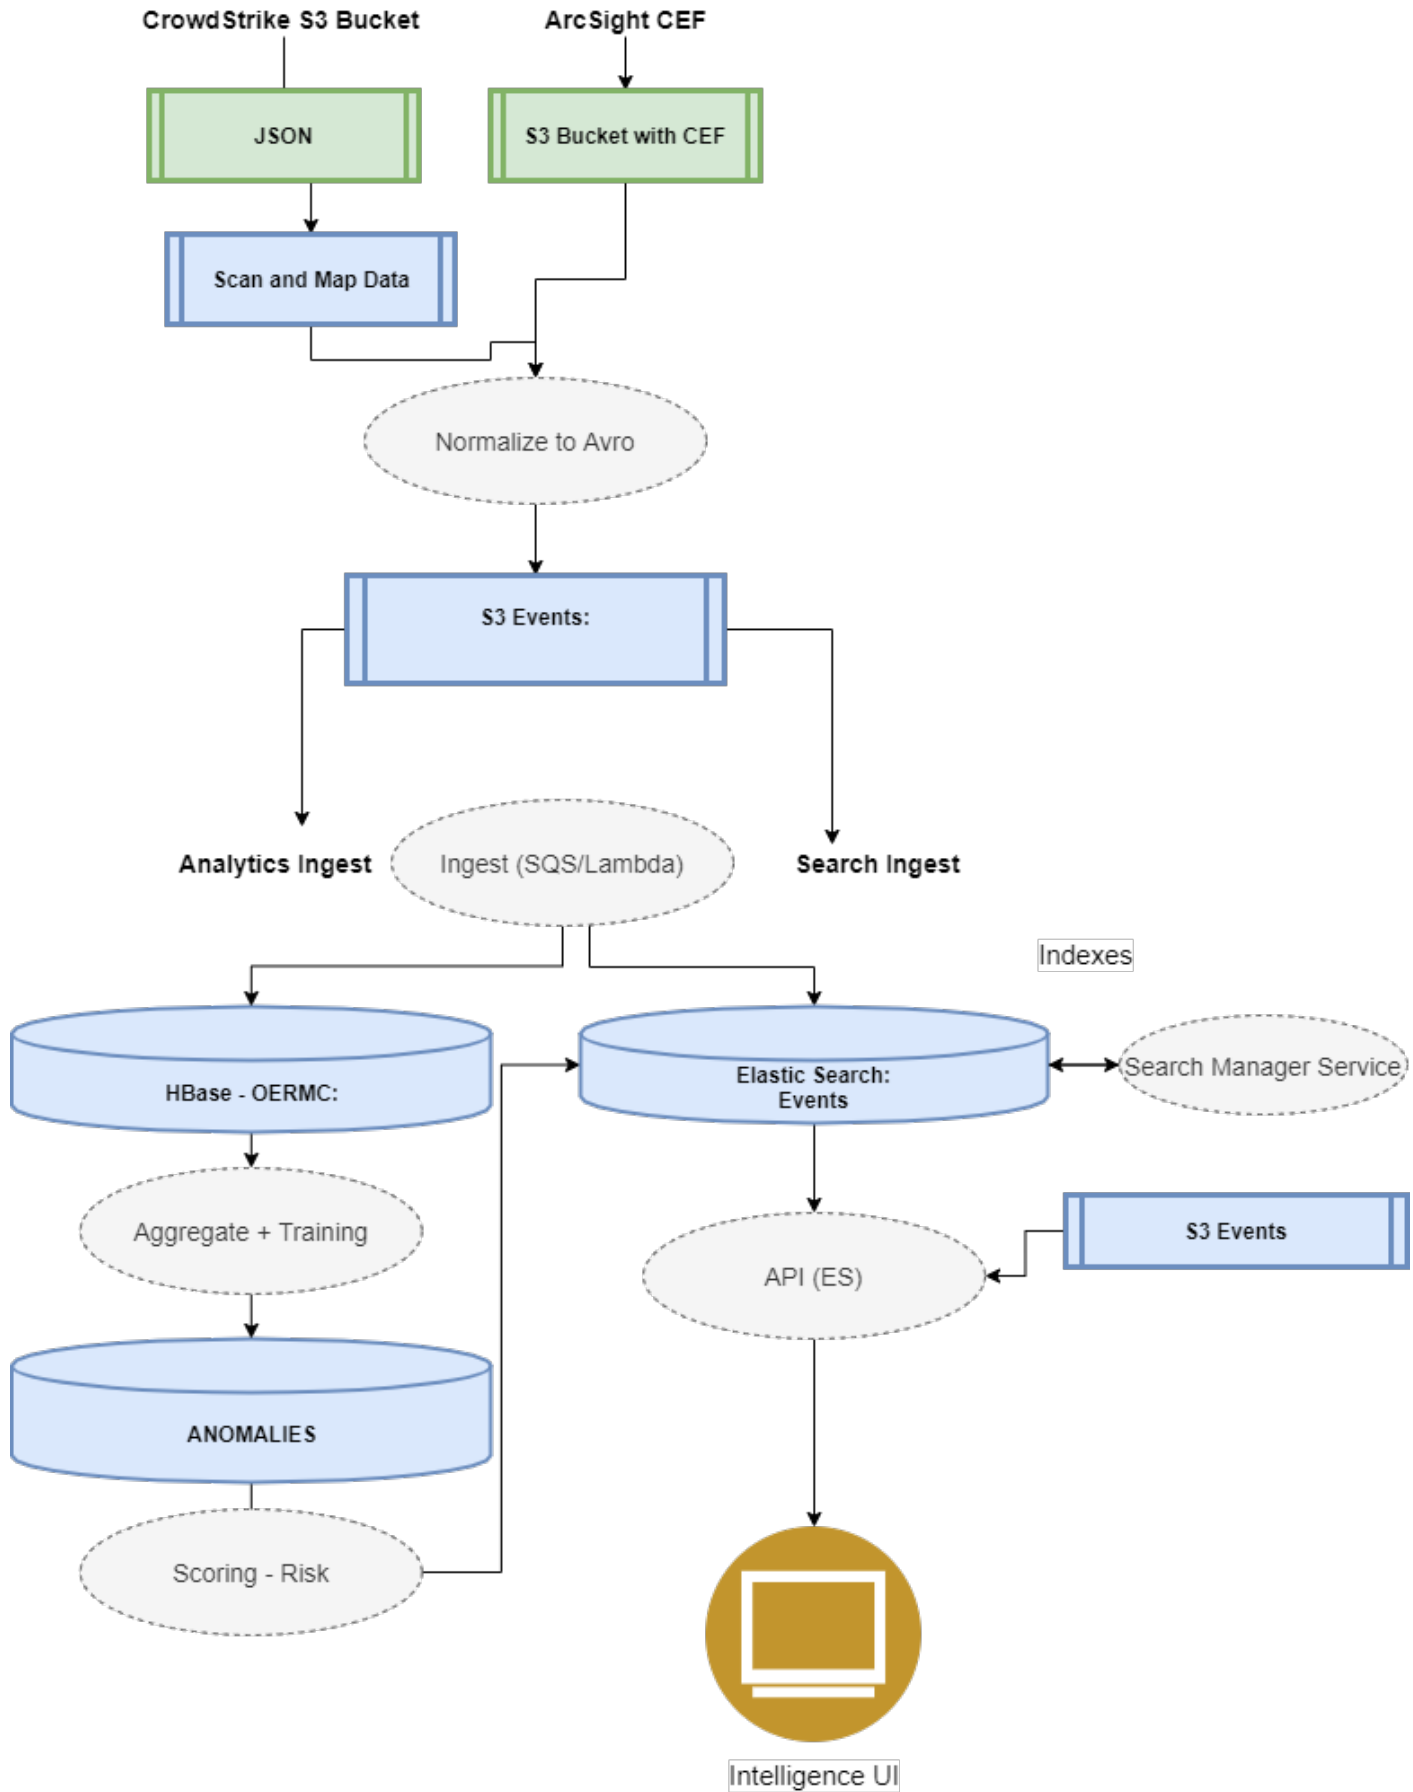 CrowdStrike S3 Bucket
ArcSight CEF
JSON
S3 Bucket with CEF
Scan and Map Data
Normalize to Avro
S3 Events:
Analytics Ingest
Ingest (SQS/Lambda)
Search Ingest
Indexes
HBase - OERMC:
Elastic Search:
Events
Search Manager Service
Aggregate + Training
API (ES)
S3 Events
ANOMALIES
Scoring - Risk
Intelligence UI